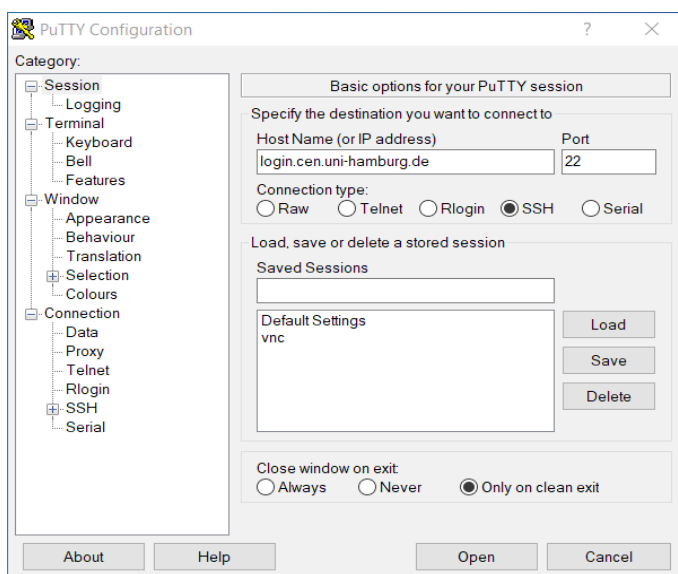 PuTTY Configuration
?
Category:
Session
Logging
Terminal
Keyboard
Bell
Features
Window
Appearance
Behaviour
Translation
Selection
Colours
Connection
Data
Proxy
Telnet
Rlogin
SSH
Serial
Basic options for your PuTTY session
Specify the destination you want to connect to
Host Name (or IP address) Port
login.cen.uni-hamburg.de 22
Connection type:
Raw Telnet Rlogin SSH Serial
Load, save or delete a stored session
Saved Sessions
Default Settings
vnc
Load
Save
Delete
Close window on exit:
Always Never Only on clean exit
About Help Open Cancel